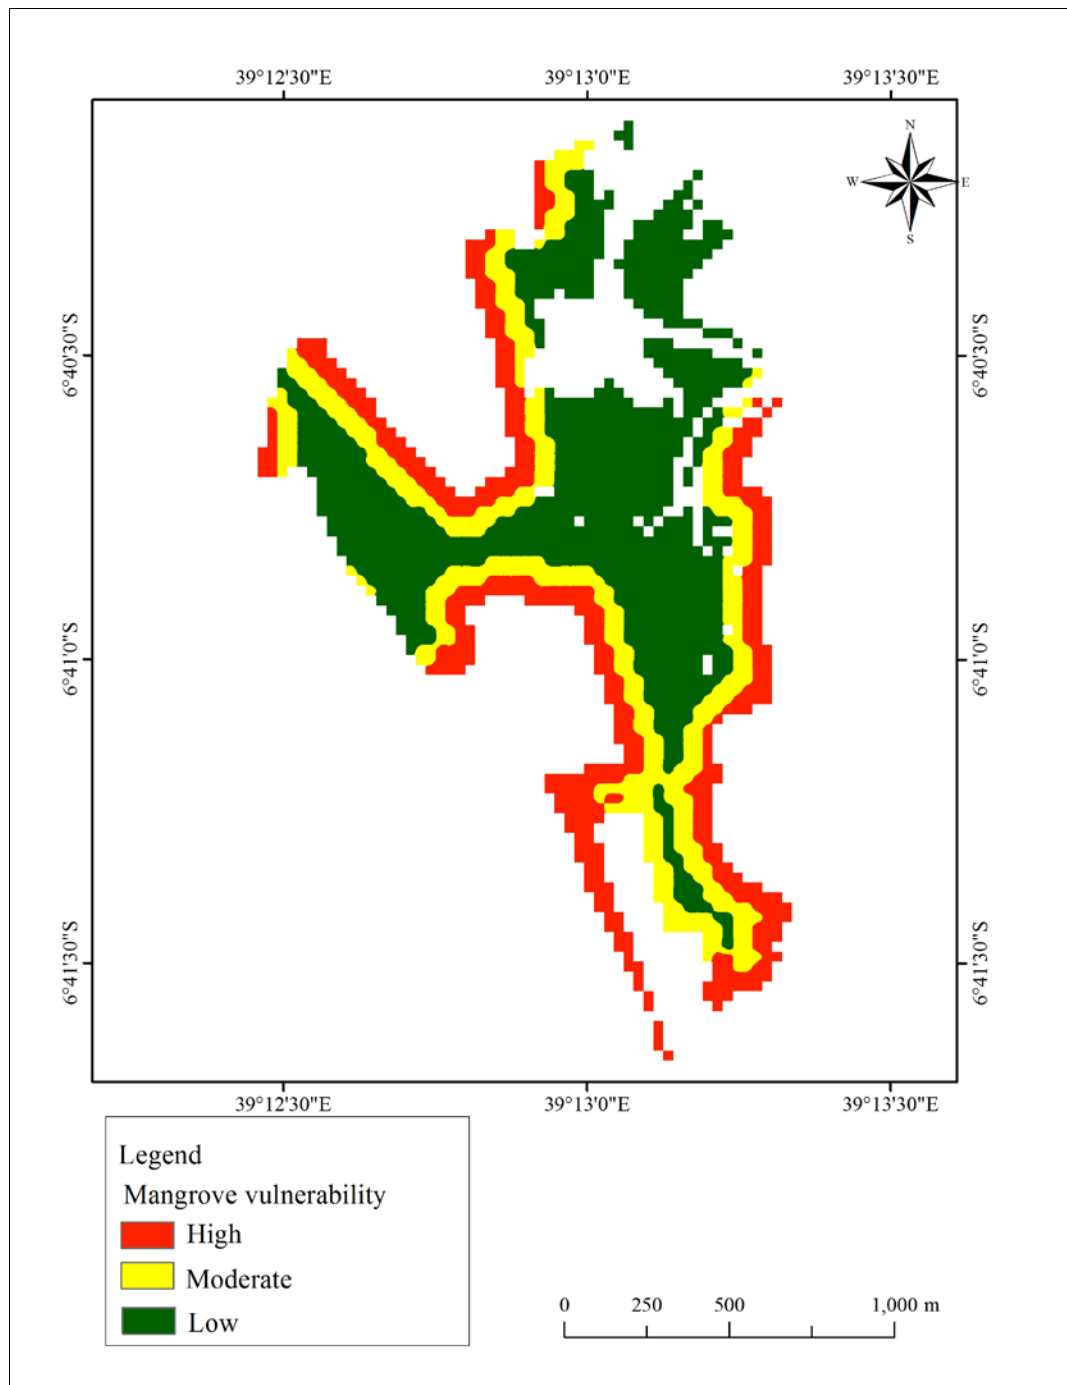 39°12'30"E 39°13'0"E 39°13'30"E
N
W E
S
6°40'30"S 6°40'30"S
6°41'0"S 6°41'0"S
6°41'30"S 6°41'30"S
39°12'30"E 39°13'0"E 39°13'30"E
Legend
Mangrove vulnerability
High
Moderate
Low
0 250 500 1,000 m